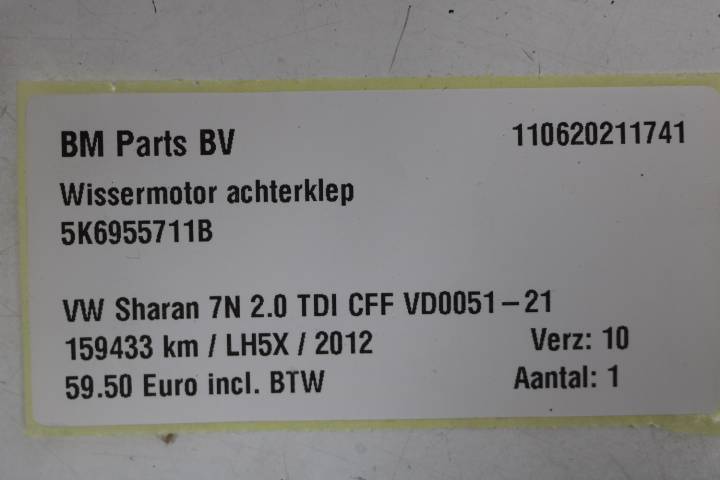 BM Parts BV 110620211741
Wissermotor achterklep
5K6955711B
VW Sharan 7N 2.0 TDI CFF VD0051-21
159433 km / LH5X / 2012 Verz: 10
59.50 Euro incl. BTW Aantal: 1